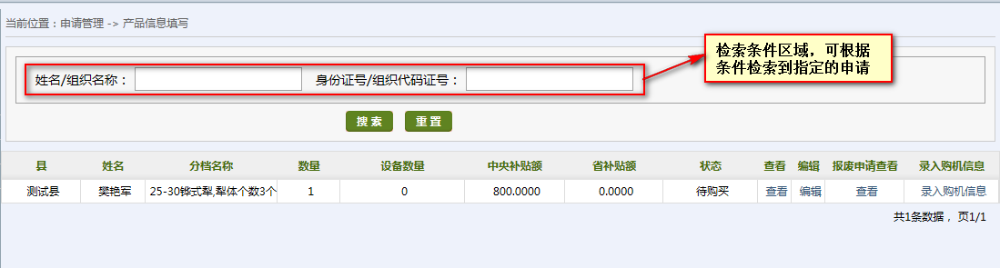 当前位置：申请管理 -> 产品信息填写
检索条件区域，可根据
条件检索到指定的申请
姓名/组织名称：
身份证号/组织代码证号：
搜 索
重 置
县 姓名 分档名称 数量 设备数量 中央补贴额 省补贴额 状态 查看 编辑 报废申请查看 录入购机信息
测试县 樊艳军 25-30铧式犁,犁体个数3个 1 0 800.0000 0.0000 待购买 查看 编辑 查看 录入购机信息
共1条数据 ，页1/1